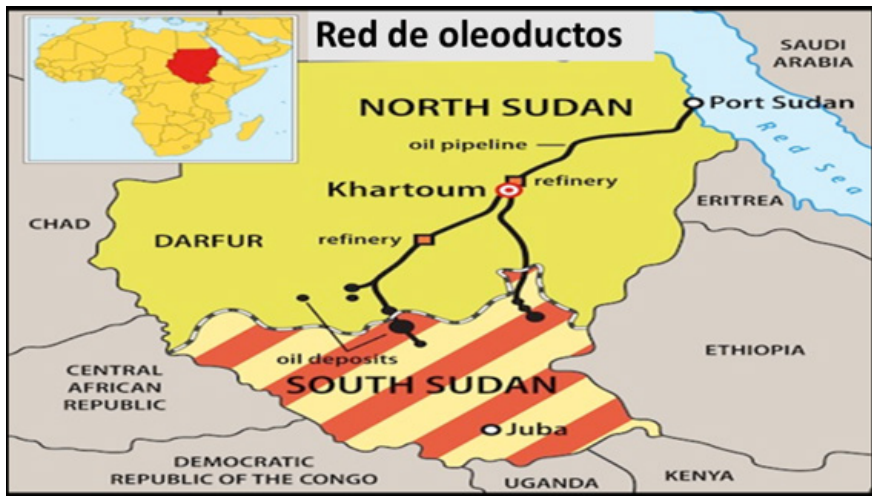 Red de oleoductos
SAUDI
ARABIA
NORTH SUDAN
Port Sudan
oil pipeline
Red Sea
Khartoum
refinery
ERITREA
CHAD
DARFUR
refinery
oil deposits
ETHIOPIA
CENTRAL
AFRICAN
REPUBLIC
SOUTH SUDAN
Juba
DEMOCRATIC
REPUBLIC OF THE CONGO
UGANDA
KENYA